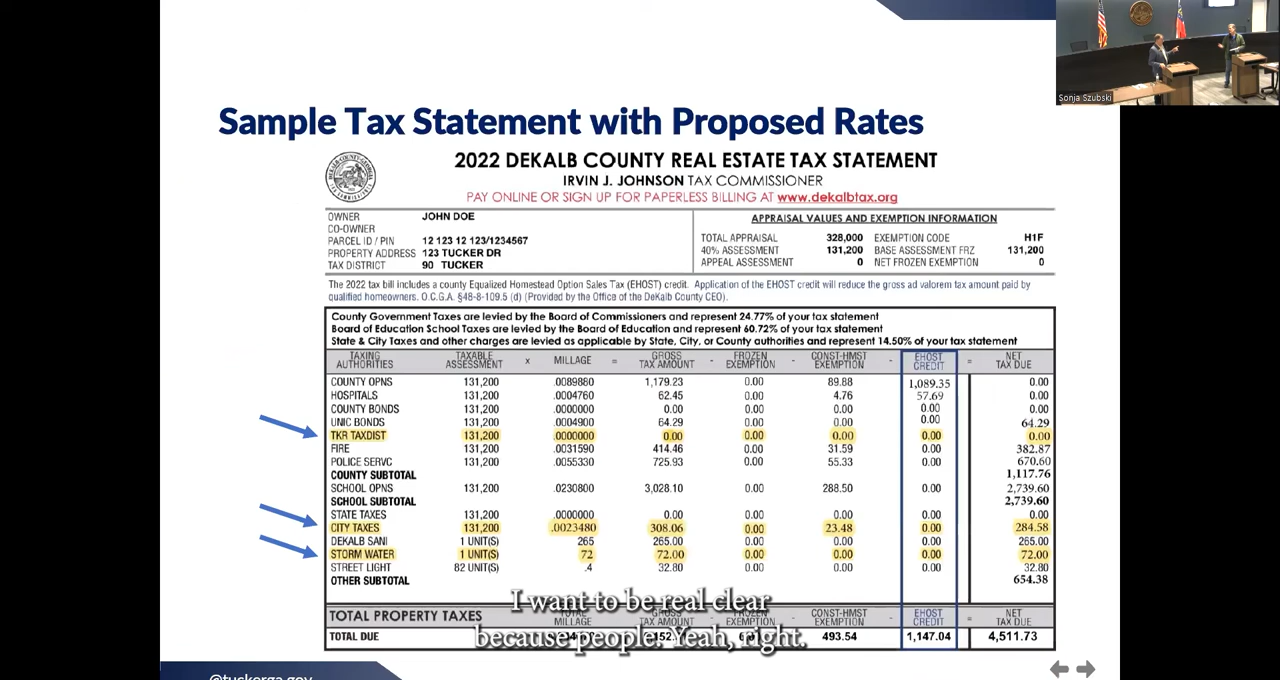 Sonja Szubski
Sample Tax Statement with Proposed Rates
2022 DEKALB COUNTY REAL ESTATE TAX STATEMENT
IRVIN J. JOHNSON TAX COMMISSIONER
PAY ONLINE OR SIGN UP FOR PAPERLESS BILLING AT www.dekalbtax.org
OWNER JOHN DOE
CO-OWNER
PARCEL ID / PIN 12 123 12 123/1234567
PROPERTY ADDRESS 123 TUCKER DR
TAX DISTRICT 90 TUCKER
APPRAISAL VALUES AND EXEMPTION INFORMATION
TOTAL APPRAISAL 328,000 EXEMPTION CODE H1F
40% ASSESSMENT 131,200 BASE ASSESSMENT FRZ 131,200
APPEAL ASSESSMENT 0 NET FROZEN EXEMPTION 0
The 2022 tax bill includes a county Equalized Homestead Option Sales Tax (EHOST) credit. Application of the EHOST credit will reduce the gross ad valorem tax amount paid by
qualified homeowners. O.C.G.A. §48-8-109.5 (d) (Provided by the Office of the DeKalb County CEO).
County Government Taxes are levied by the Board of Commissioners and represent 24.77% of your tax statement
Board of Education School Taxes are levied by the Board of Education and represent 60.72% of your tax statement
State & City Taxes and other charges are levied as applicable by State, City, or County authorities and represent 14.50% of your tax statement
TAXING AUTHORITIES TAXABLE ASSESSMENT x MILLAGE = GROSS TAX AMOUNT - FROZEN EXEMPTION - CONST-HMST EXEMPTION - EHOST CREDIT = NET TAX DUE
COUNTY OPNS 131,200 .0089880 1,179.23 0.00 89.88 1,089.35 0.00
HOSPITALS 131,200 .0004760 62.45 0.00 4.76 57.69 0.00
COUNTY BONDS 131,200 .0000000 0.00 0.00 0.00 0.00 0.00
UNIC BONDS 131,200 .0004900 64.29 0.00 0.00 0.00 64.29
TKR TAXDIST 131,200 .0000000 0.00 0.00 0.00 0.00 0.00
FIRE 131,200 .0031590 414.46 0.00 31.59 0.00 382.87
POLICE SERVC 131,200 .0055330 725.93 0.00 55.33 0.00 670.60
COUNTY SUBTOTAL 1,117.76
SCHOOL OPNS 131,200 .0230800 3,028.10 0.00 288.50 0.00 2,739.60
SCHOOL SUBTOTAL 2,739.60
STATE TAXES 131,200 .0000000 0.00 0.00 0.00 0.00 0.00
CITY TAXES 131,200 .0023480 308.06 0.00 23.48 0.00 284.58
DEKALB SANI 1 UNIT(S) 265 265.00 0.00 0.00 0.00 265.00
STORM WATER 1 UNIT(S) 72 72.00 0.00 0.00 0.00 72.00
STREET LIGHT 82 UNIT(S) .4 32.80 0.00 0.00 0.00 32.80
OTHER SUBTOTAL 654.38
I want to be real clear
because people. Yeah, right.
TOTAL PROPERTY TAXES MILLAGE TAX AMOUNT EXEMPTION CONST-HMST EXEMPTION - EHOST CREDIT = NET TAX DUE
TOTAL DUE 493.54 1,147.04 4,511.73
@tuckerga.gov